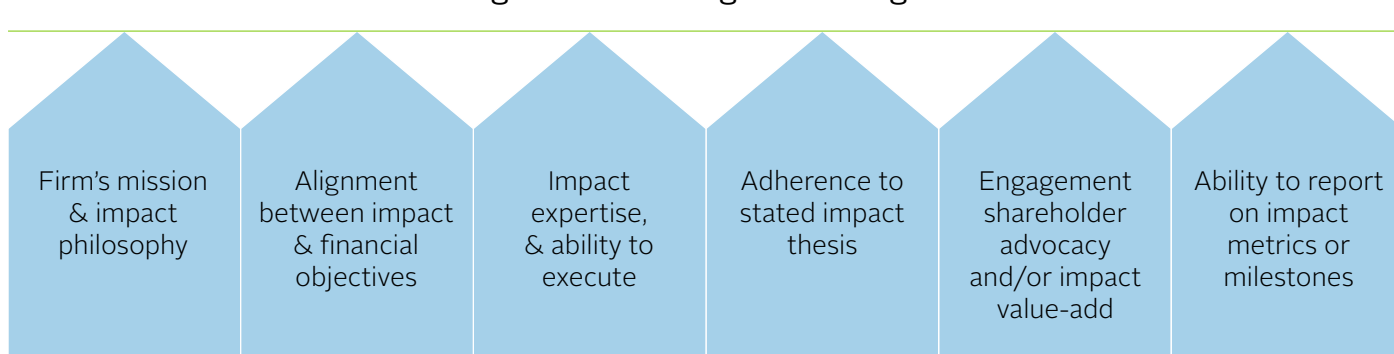 Firm's mission
& impact
philosophy
Alignment
between impact
& financial
objectives
Impact
expertise,
& ability to
execute
Adherence to
stated impact
thesis
Engagement
shareholder
advocacy
and/or impact
value-add
Ability to report
on impact
metrics or
milestones